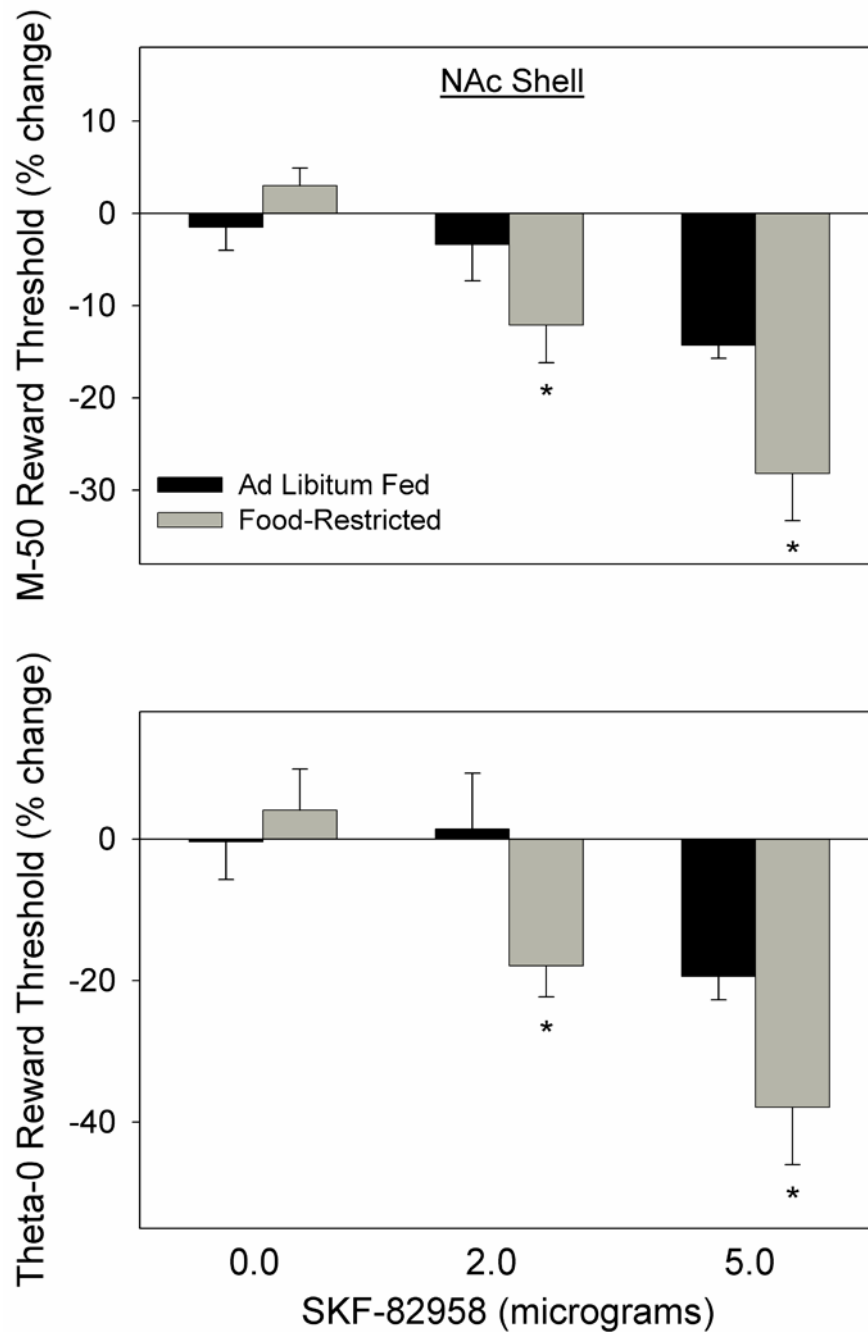 M-50 Reward Threshold (% change)
NAc Shell
10
0
-10
-20
-30
Ad Libitum Fed
Food-Restricted
*
*
Theta-0 Reward Threshold (% change)
0
-20
-40
*
*
0.0 2.0 5.0
SKF-82958 (micrograms)